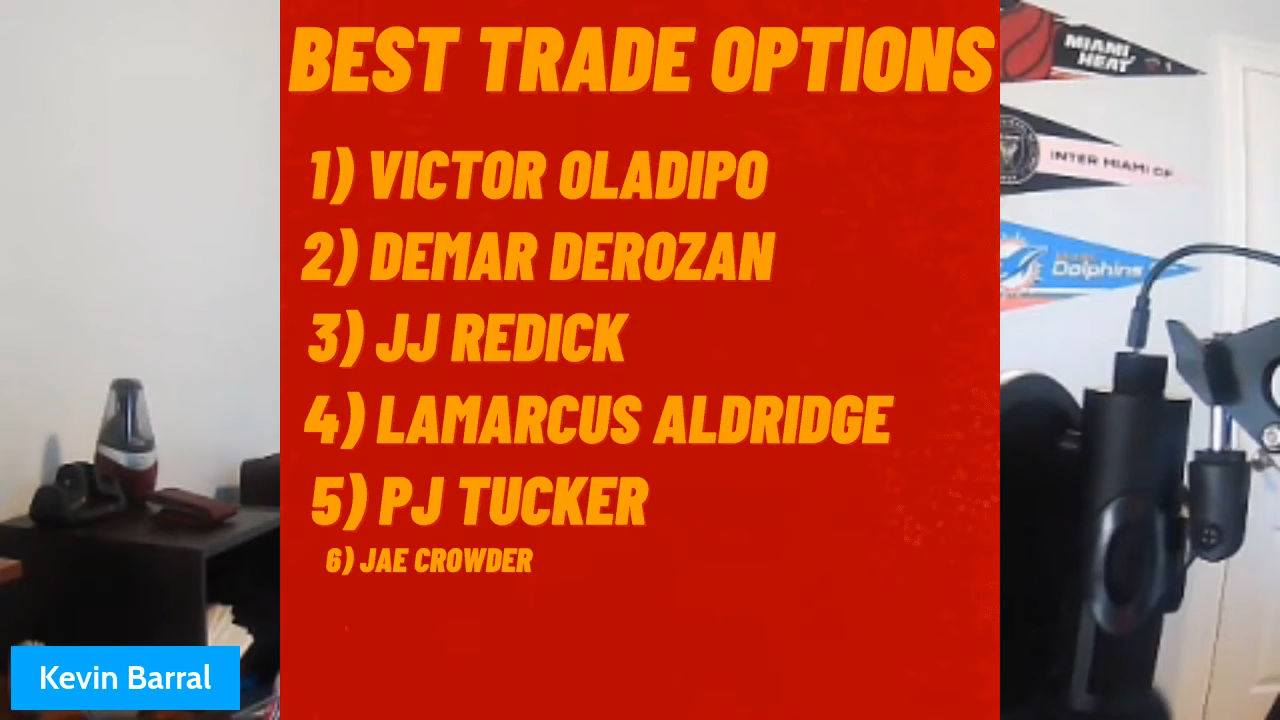 BEST TRADE OPTIONS
1) VICTOR OLADIPO
2) DEMAR DEROZAN
3) JJ REDICK
4) LAMARCUS ALDRIDGE
5) PJ TUCKER
6) JAE CROWDER
MIAMI
HEAT
INTER MIAMI CF
Dolphins
Kevin Barral